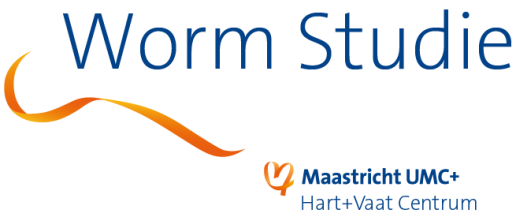 Worm Studie
Maastricht UMC+
Hart+Vaat Centrum